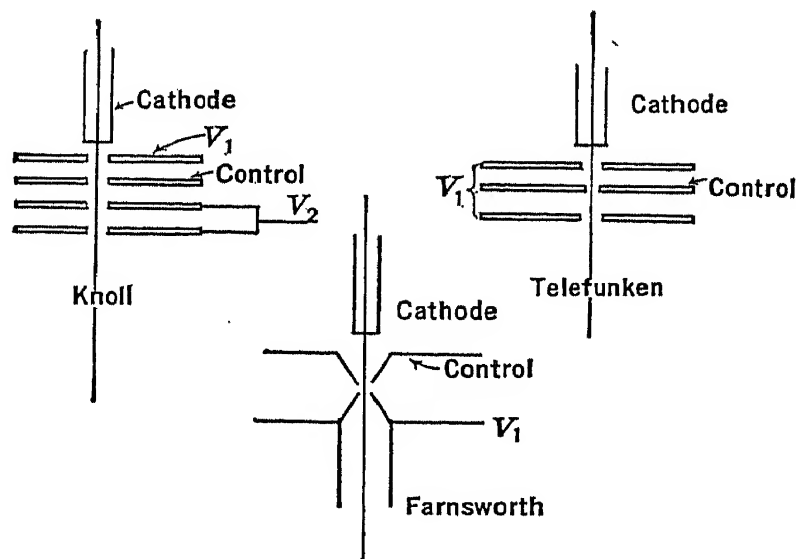 Cathode
V1
Control
V2
Knoll
Cathode
V1
Control
Telefunken
Cathode
Control
V1
Farnsworth